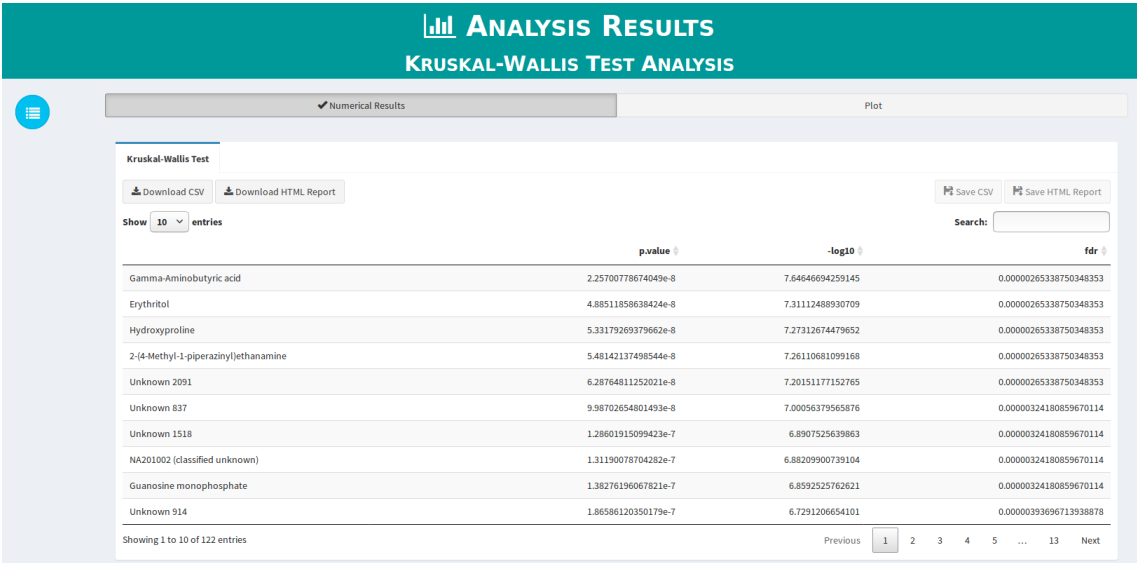 ANALYSIS RESULTS
KRUSKAL-WALLIS TEST ANALYSIS
Numerical Results Plot
Kruskal-Wallis Test
Download CSV Download HTML Report Save CSV Save HTML Report
Show 10 entries Search:
p.value -log10 fdr
Gamma-Aminobutyric acid 2.25700778674049e-8 7.64646694259145 0.00000265338750348353
Erythritol 4.88511858638424e-8 7.31112488930709 0.00000265338750348353
Hydroxyproline 5.33179269379662e-8 7.27312674479652 0.00000265338750348353
2-(4-Methyl-1-piperazinyl)ethanamine 5.48142137498544e-8 7.26110681099168 0.00000265338750348353
Unknown 2091 6.28764811252021e-8 7.20151177152765 0.00000265338750348353
Unknown 837 9.98702654801493e-8 7.00056379565876 0.00000324180859670114
Unknown 1518 1.28601915099423e-7 6.8907525639863 0.00000324180859670114
NA201002 (classified unknown) 1.31190078704282e-7 6.88209900739104 0.00000324180859670114
Guanosine monophosphate 1.38276196067821e-7 6.8592525762621 0.00000324180859670114
Unknown 914 1.86586120350179e-7 6.7291206654101 0.00000393696713938878
Showing 1 to 10 of 122 entries Previous 1 2 3 4 5 … 13 Next